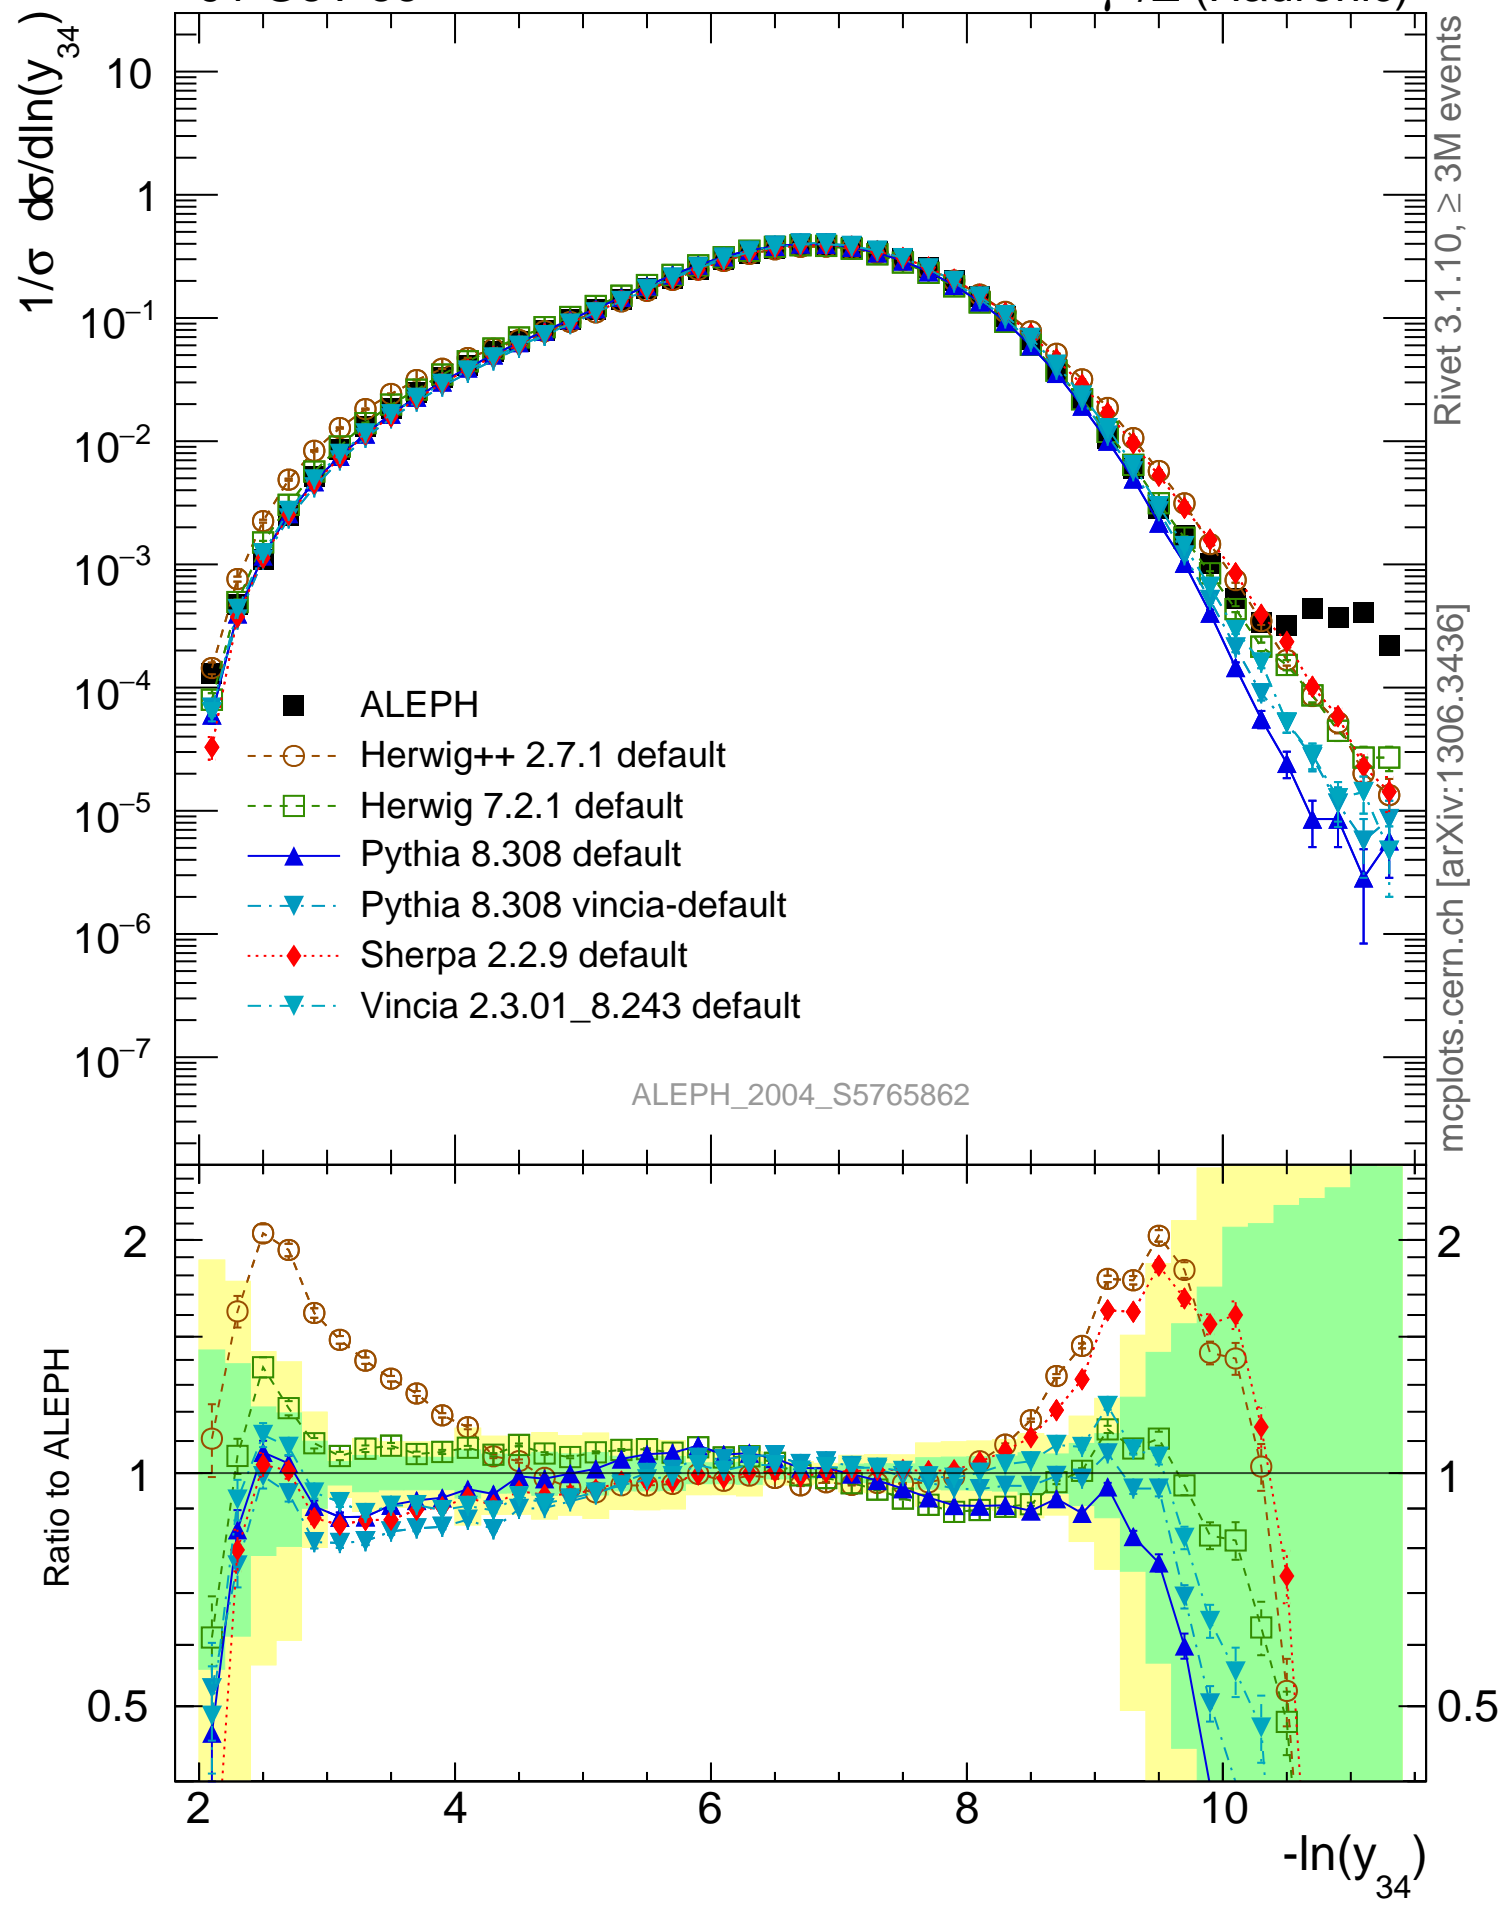 1/σ dσ/dln(y34)
10
1
10−1
10−2
10−3
10−4
10−5
10−6
10−7
ALEPH
Herwig++ 2.7.1 default
Herwig 7.2.1 default
Pythia 8.308 default
Pythia 8.308 vincia-default
Sherpa 2.2.9 default
Vincia 2.3.01_8.243 default
ALEPH_2004_S5765862
Rivet 3.1.10, ≥ 3M events
mcplots.cern.ch [arXiv:1306.3436]
Ratio to ALEPH
2
1
0.5
2
1
0.5
2 4 6 8 10
-ln(y34)